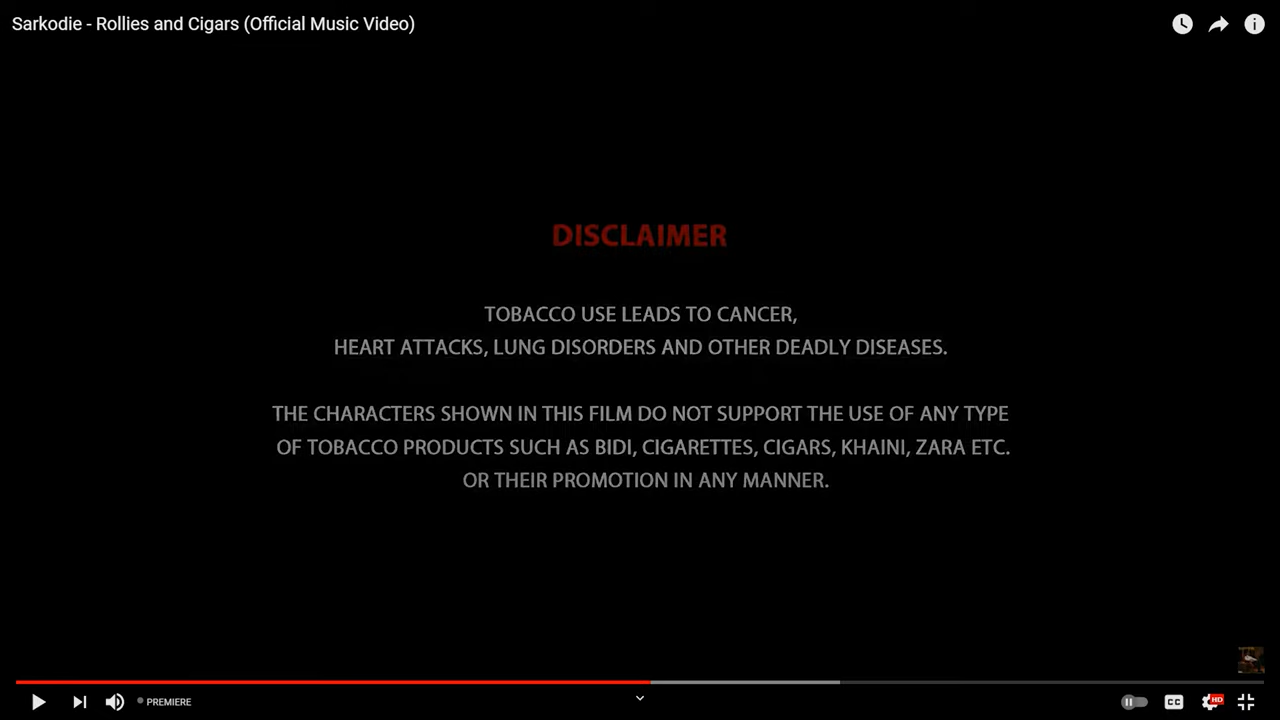 Sarkodie - Rollies and Cigars (Official Music Video)
DISCLAIMER
TOBACCO USE LEADS TO CANCER,
HEART ATTACKS, LUNG DISORDERS AND OTHER DEADLY DISEASES.
THE CHARACTERS SHOWN IN THIS FILM DO NOT SUPPORT THE USE OF ANY TYPE
OF TOBACCO PRODUCTS SUCH AS BIDI, CIGARETTES, CIGARS, KHAINI, ZARA ETC.
OR THEIR PROMOTION IN ANY MANNER.
PREMIERE
CC
HD